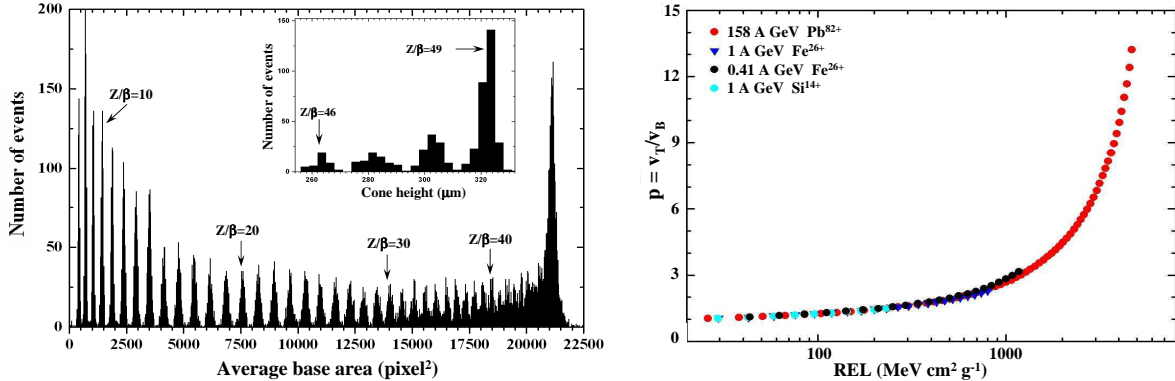 200
150
100
50
0
Number of events
0 2500 5000 7500 10000 12500 15000 17500 20000 22500
Average base area (pixel²)
Z/β=10
Z/β=20
Z/β=30
Z/β=40
150
100
50
0
Number of events
260 280 300 320
Cone height (μm)
Z/β=46
Z/β=49
15
12
9
6
3
0
p = v_T/v_B
158 A GeV Pb⁸²⁺
1 A GeV Fe²⁶⁺
0.41 A GeV Fe²⁶⁺
1 A GeV Si¹⁴⁺
100 1000
REL (MeV cm² g⁻¹)